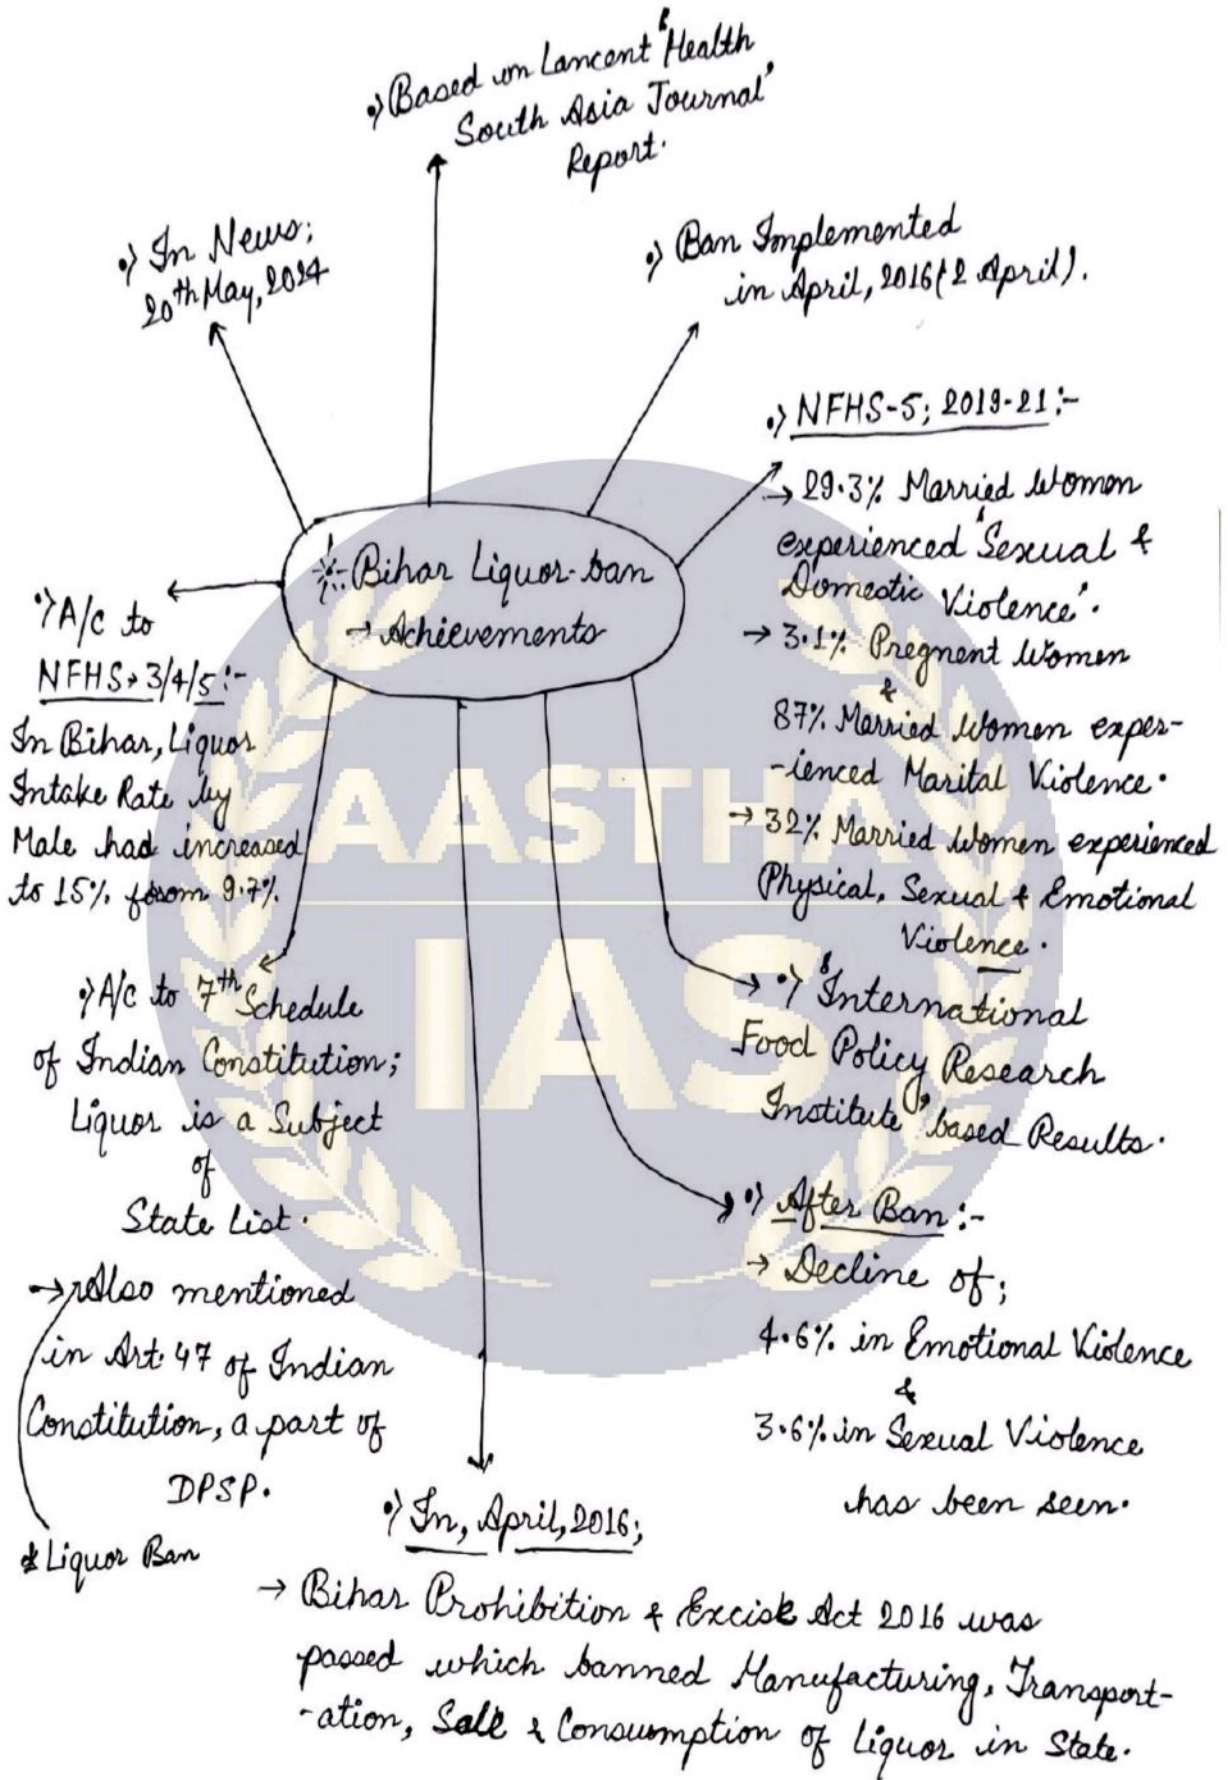 •) Based on Lancent 'Health
South Asia Journal'
Report.
•) In News;
20th May, 2024
•) Ban Implemented
in April, 2016 (2 April).
•) NFHS-5; 2019-21:-
→ 29.3% Married Women
experienced 'Sexual &
Domestic Violence'.
→ 3.1% Pregnent Women
&
87% Married Women exper-
-ienced Marital Violence.
→ 32% Married Women experienced
Physical, Sexual & Emotional
Violence.
Bihar Liquor-ban
→ Achievements
•) A/c to
NFHS→3/4/5:-
In Bihar, Liquor
Intake Rate by
Male had increased
to 15% from 9.7%.
•) A/c to 7th Schedule
of Indian Constitution;
Liquor is a Subject
of
State List.
→ Also mentioned
in Art. 47 of Indian
Constitution, a part of
DPSP.
* Liquor Ban
•) 'International
Food Policy Research
Institute' based Results.
•) After Ban:-
→ Decline of;
4.6% in Emotional Violence
&
3.6% in Sexual Violence
has been seen.
•) In, April, 2016;
→ Bihar Prohibition & Excise Act 2016 was
passed which banned Manufacturing, Transport-
-ation, Sale & Consumption of Liquor in State.
AASTHA
IAS